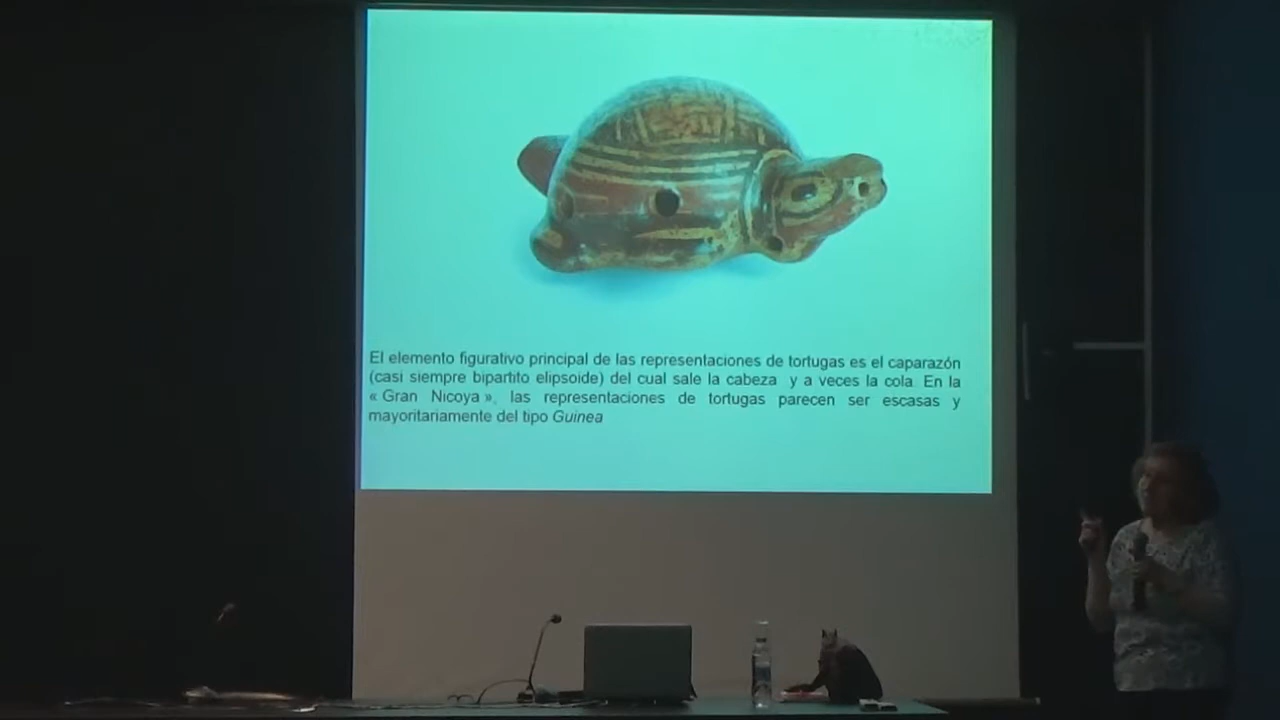 El elemento figurativo principal de las representaciones de tortugas es el caparazón
(casi siempre bipartito elipsoide) del cual sale la cabeza y a veces la cola. En la
« Gran Nicoya », las representaciones de tortugas parecen ser escasas y
mayoritariamente del tipo Guinea